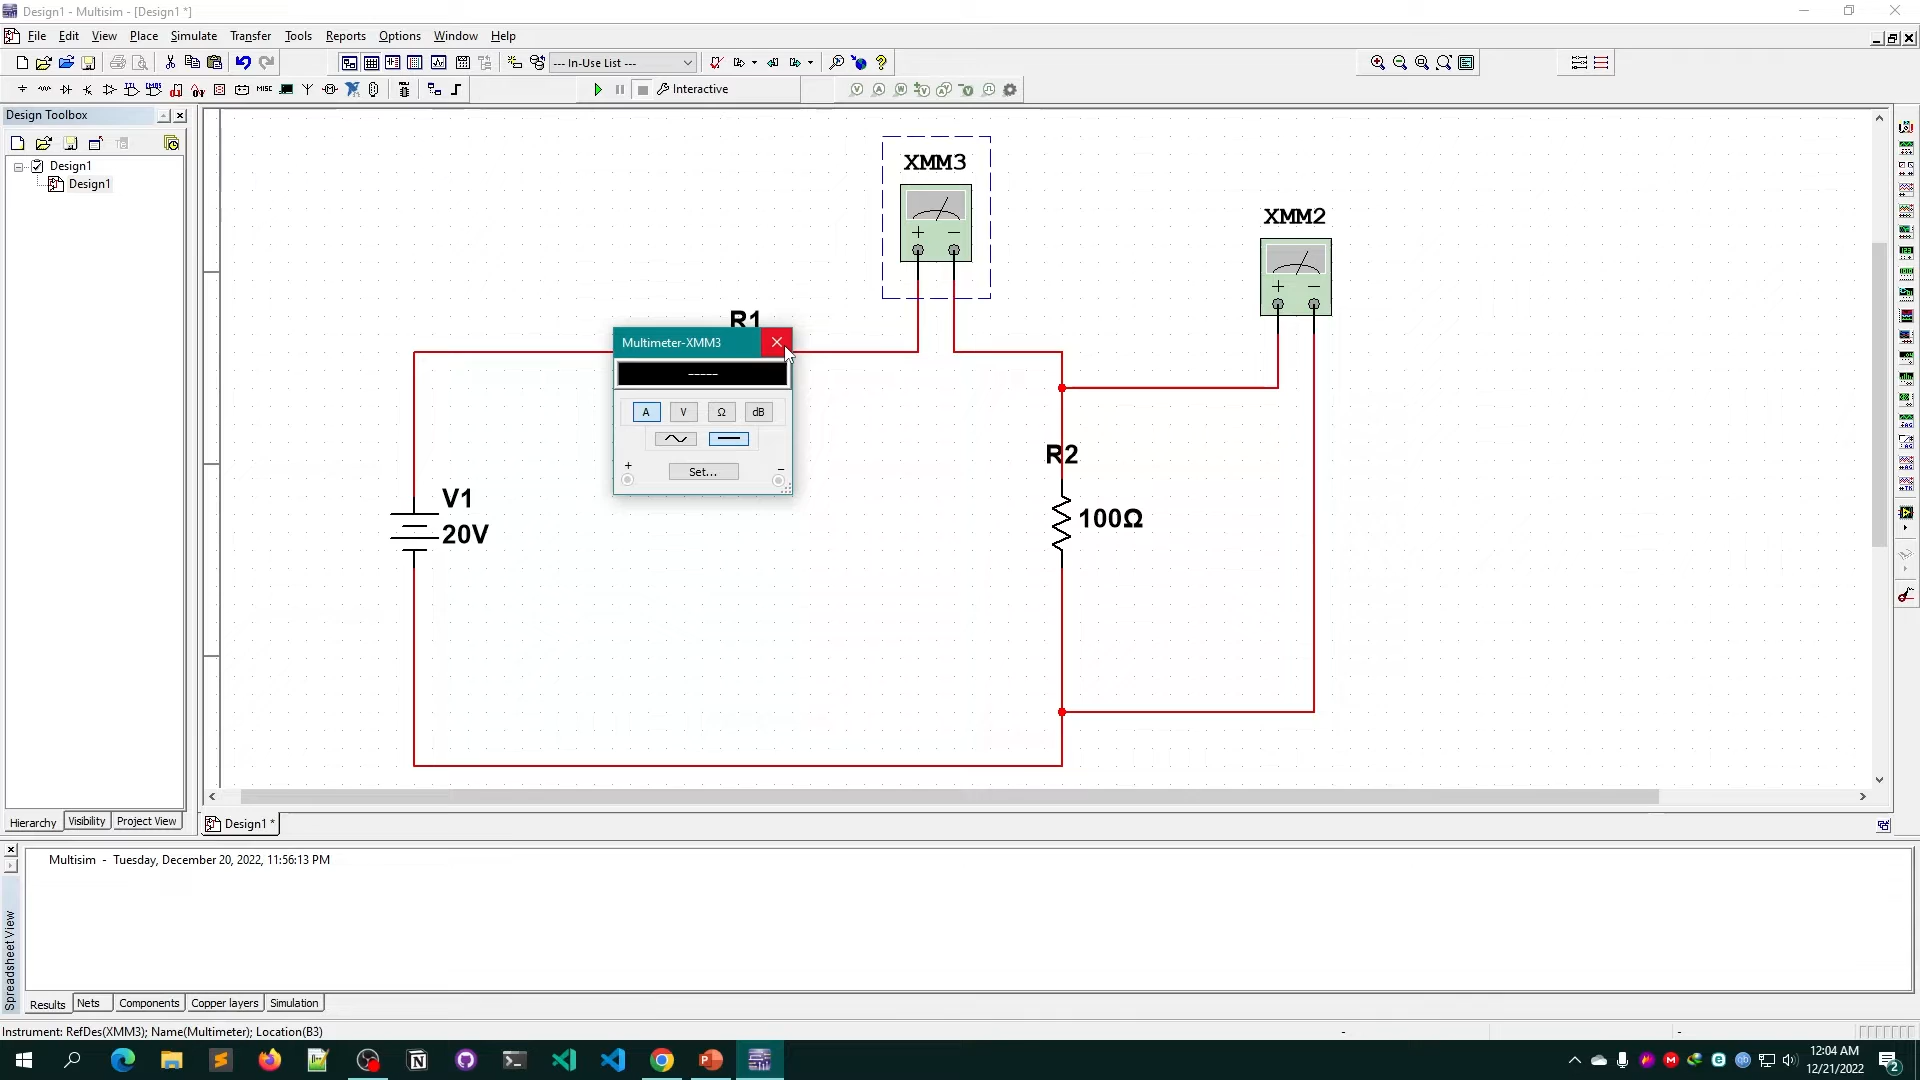 Design1 - Multisim - [Design1 *]
File Edit View Place Simulate Transfer Tools Reports Options Window Help
--- In-Use List ---
MISC Interactive
Design Toolbox
Design1
Design1
XMM3
+ −
XMM2
+ −
R1
Multimeter-XMM3
-----
A V Ω dB
Set...
+ −
V1
20V
R2
100Ω
Hierarchy Visibility Project View
Design1 *
Multisim - Tuesday, December 20, 2022, 11:56:13 PM
Spreadsheet View
Results Nets Components Copper layers Simulation
Instrument: RefDes(XMM3); Name(Multimeter); Location(B3) - -
12:04 AM
12/21/2022
2